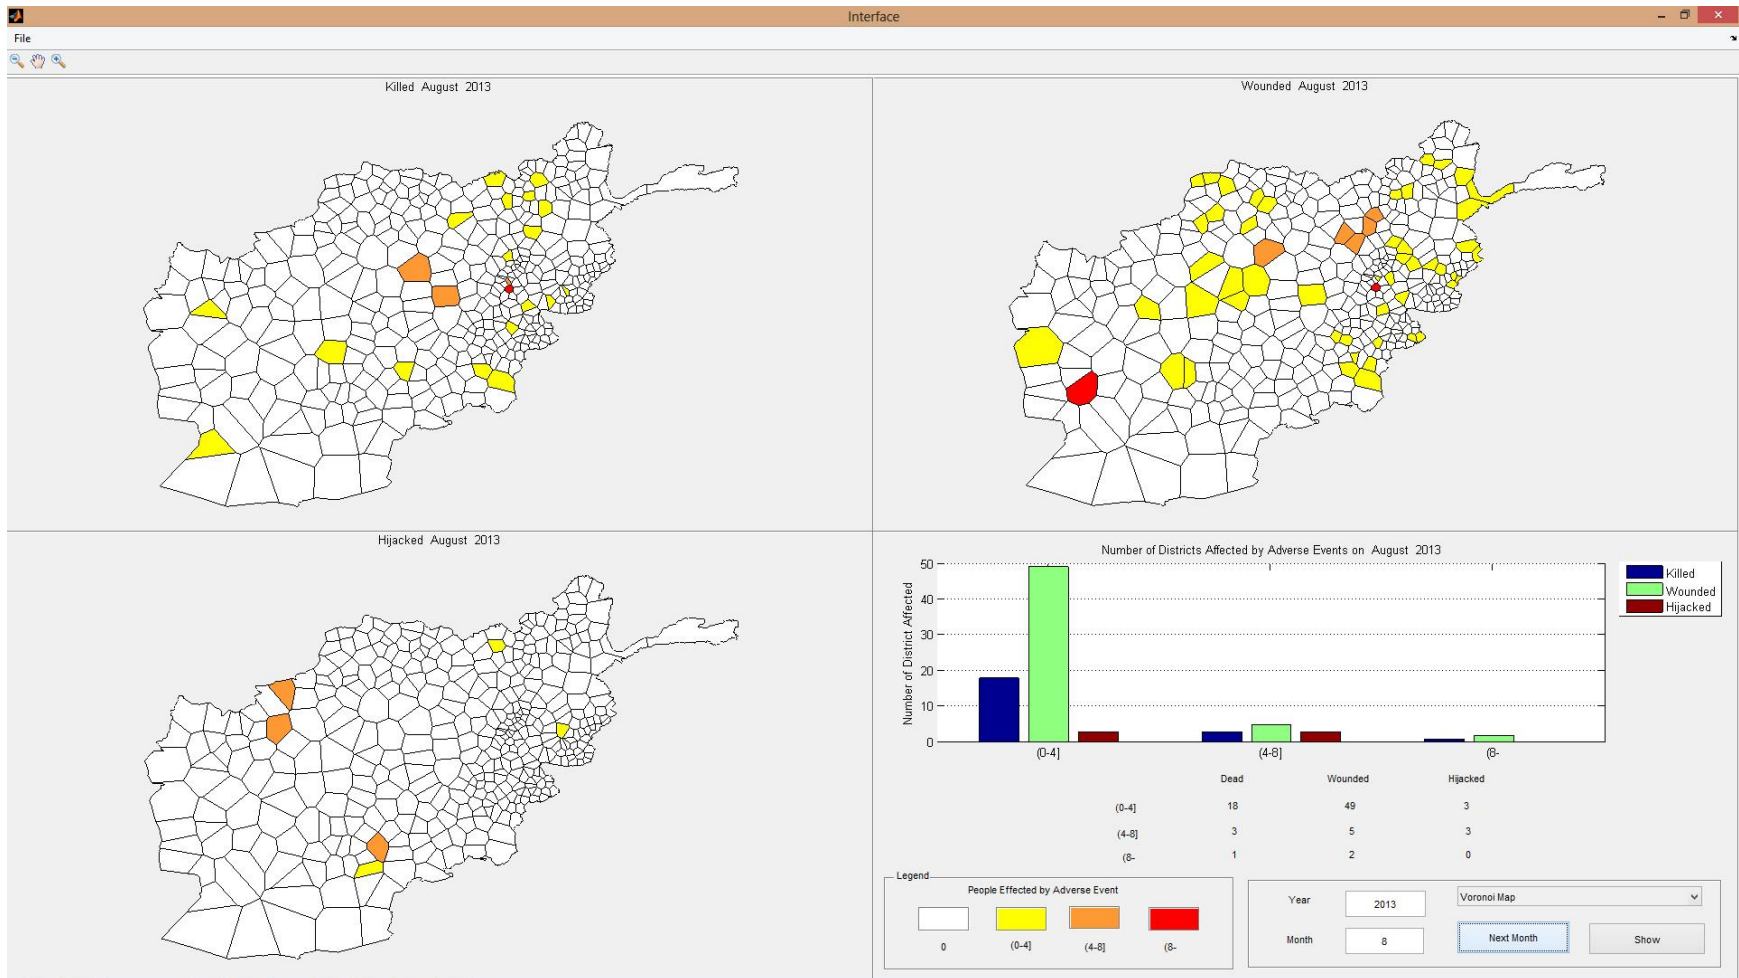 Interface
File
Killed August 2013
Wounded August 2013
Hijacked August 2013
Number of Districts Affected by Adverse Events on August 2013
Number of District Affected
50
40
30
20
10
0
(0-4]
(4-8]
(8-
Killed
Wounded
Hijacked
Dead Wounded Hijacked
(0-4] 18 49 3
(4-8] 3 5 3
(8- 1 2 0
Legend
People Effected by Adverse Event
0 (0-4] (4-8] (8-
Year 2013 Voronoi Map
Month 8 Next Month Show